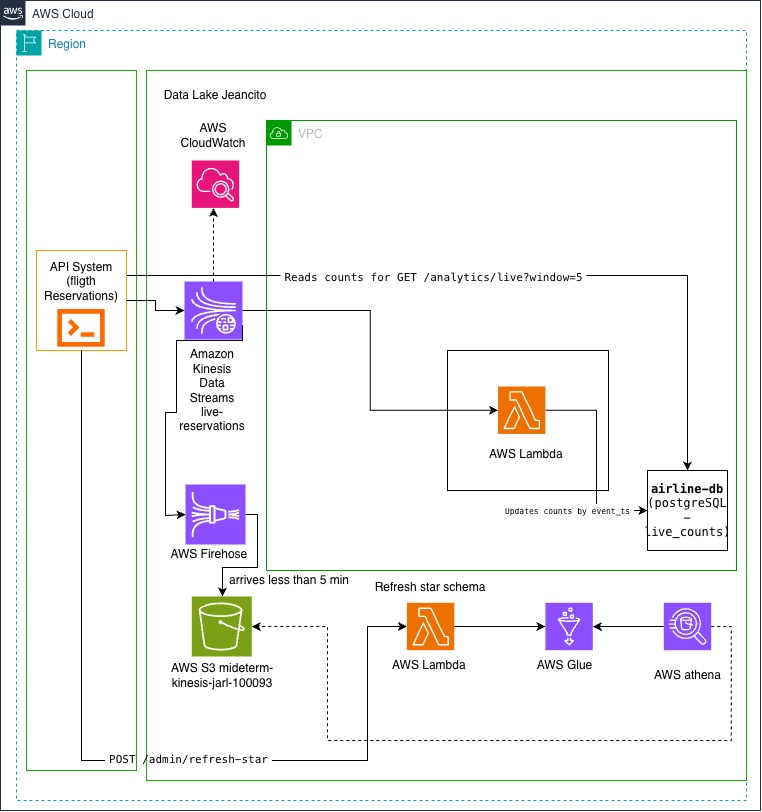 aws
AWS Cloud
Region
Data Lake Jeancito
AWS
CloudWatch
VPC
API System
(fligth
Reservations)
Reads counts for GET /analytics/live?window=5
Amazon
Kinesis
Data
Streams
live-
reservations
AWS Lambda
airline-db
(postgreSQL
–
live_counts)
Updates counts by event_ts
AWS Firehose
arrives less than 5 min
Refresh star schema
AWS S3 mideterm-
kinesis-jarl-100093
AWS Lambda
AWS Glue
AWS athena
POST /admin/refresh-star